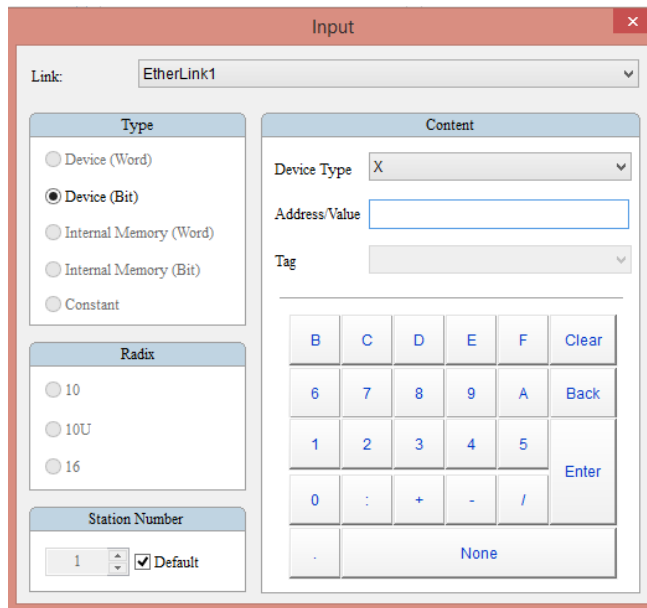 Input
×
Link: EtherLink1
Type
Device (Word)
Device (Bit)
Internal Memory (Word)
Internal Memory (Bit)
Constant
Radix
10
10U
16
Station Number
1 Default
Content
Device Type X
Address/Value
Tag
B C D E F Clear
6 7 8 9 A Back
1 2 3 4 5 Enter
0 : + - /
. None